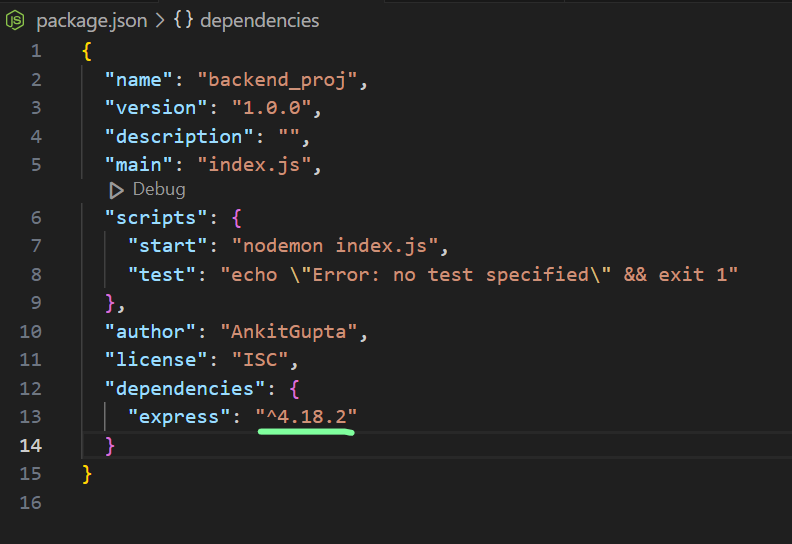 package.json > {} dependencies
1 {
2 "name": "backend_proj",
3 "version": "1.0.0",
4 "description": "",
5 "main": "index.js",
Debug
6 "scripts": {
7 "start": "nodemon index.js",
8 "test": "echo \"Error: no test specified\" && exit 1"
9 },
10 "author": "AnkitGupta",
11 "license": "ISC",
12 "dependencies": {
13 "express": "^4.18.2"
14 }
15 }
16